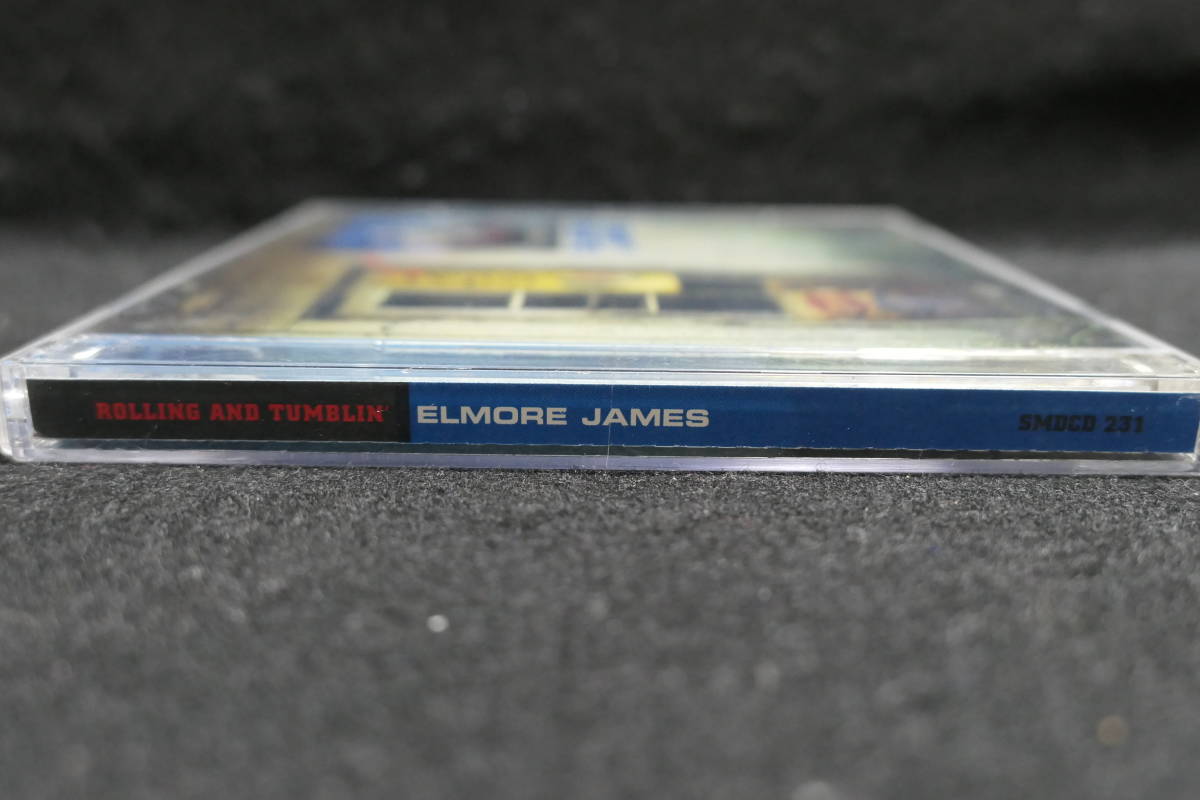 ROLLING AND TUMBLIN' ELMORE JAMES SMDCD 231